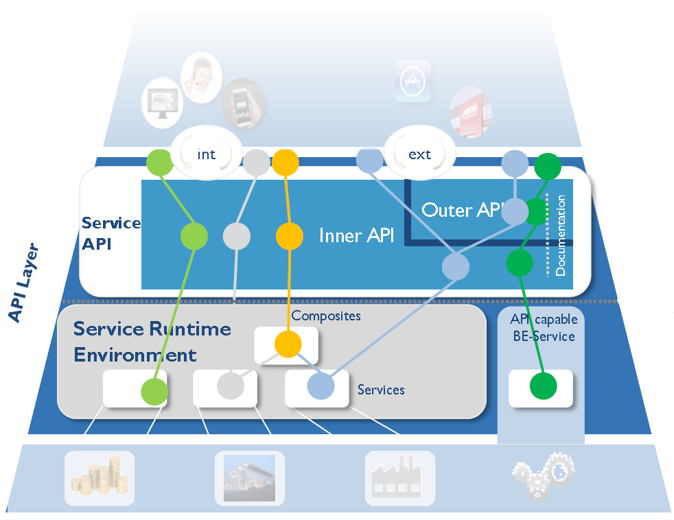 int
ext
Service
API
Inner API
Outer API
Documentation
API Layer
Service Runtime
Environment
Composites
Services
API capable
BE-Service